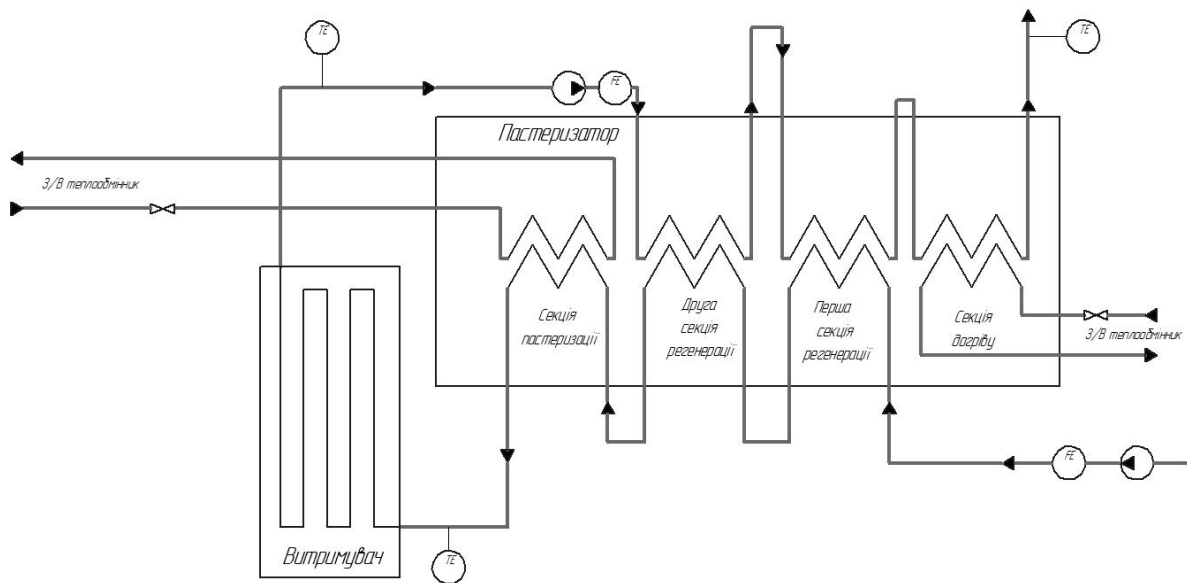 TE
TE
FE
Пастеризатор
З/В теплообмінник
Секція
пастеризації
Друга
секція
регенерації
Перша
секція
регенерації
Секція
догріву
З/В теплообмінник
FE
TE
Витримувач